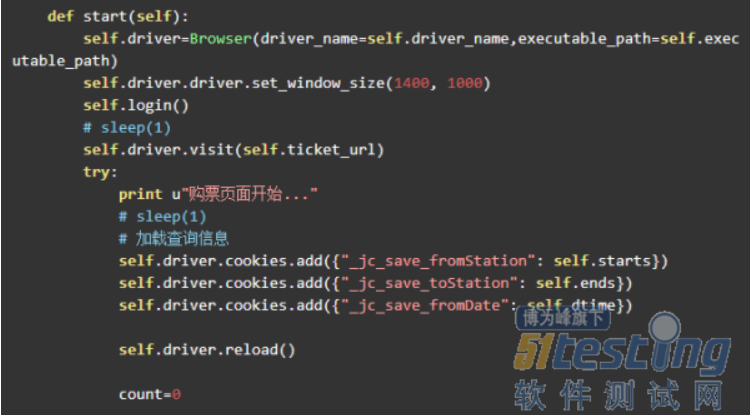 def start(self):
self.driver=Browser(driver_name=self.driver_name,executable_path=self.exec
utable_path)
self.driver.driver.set_window_size(1400, 1000)
self.login()
# sleep(1)
self.driver.visit(self.ticket_url)
try:
print u"购票页面开始..."
# sleep(1)
# 加载查询信息
self.driver.cookies.add({"_jc_save_fromStation": self.starts})
self.driver.cookies.add({"_jc_save_toStation": self.ends})
self.driver.cookies.add({"_jc_save_fromDate": self.dtime})
博为峰旗下
51testing
self.driver.reload()
软件测试网
count=0